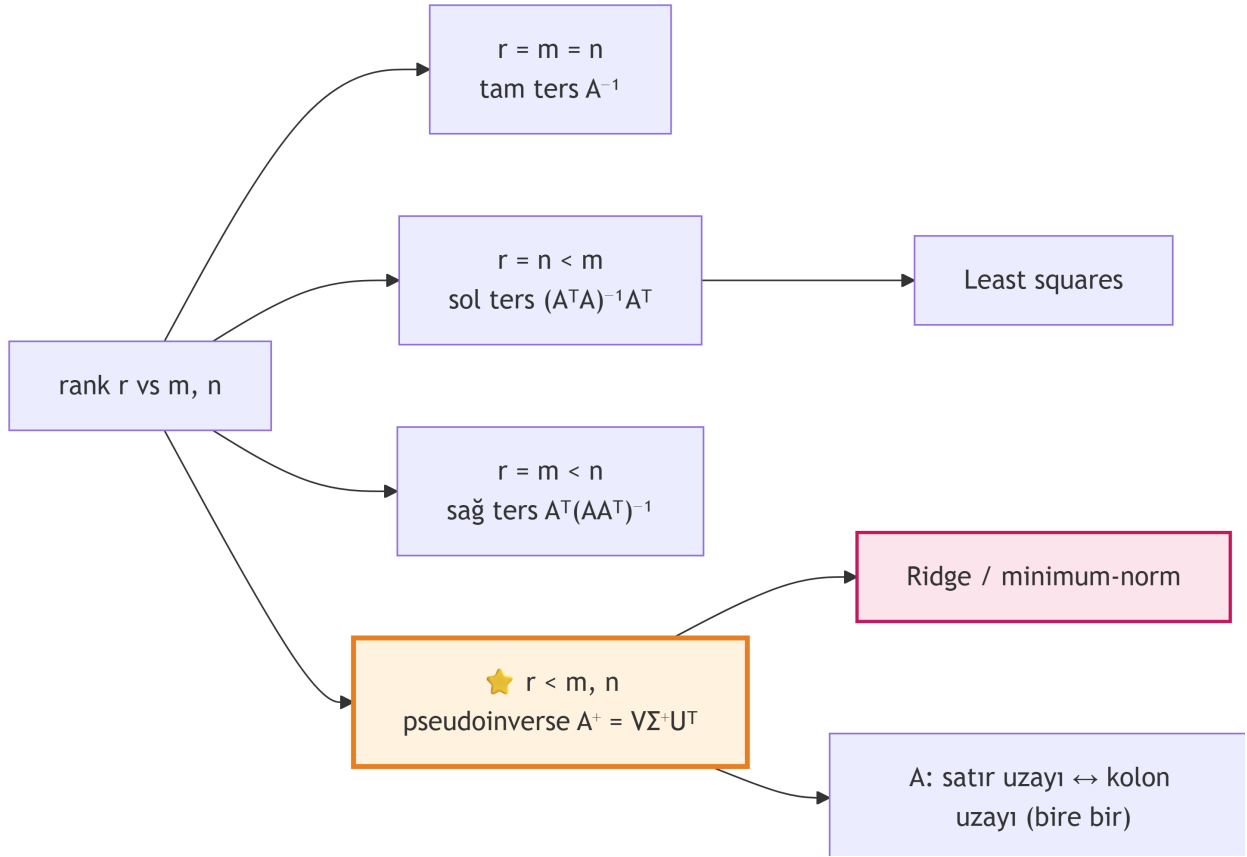 r = m = n
tam ters A⁻¹
r = n < m
sol ters (AᵀA)⁻¹Aᵀ
Least squares
rank r vs m, n
r = m < n
sağ ters Aᵀ(AAᵀ)⁻¹
Ridge / minimum-norm
⭐ r < m, n
pseudoinverse A⁺ = VΣ⁺Uᵀ
A: satır uzayı ↔ kolon
uzayı (bire bir)